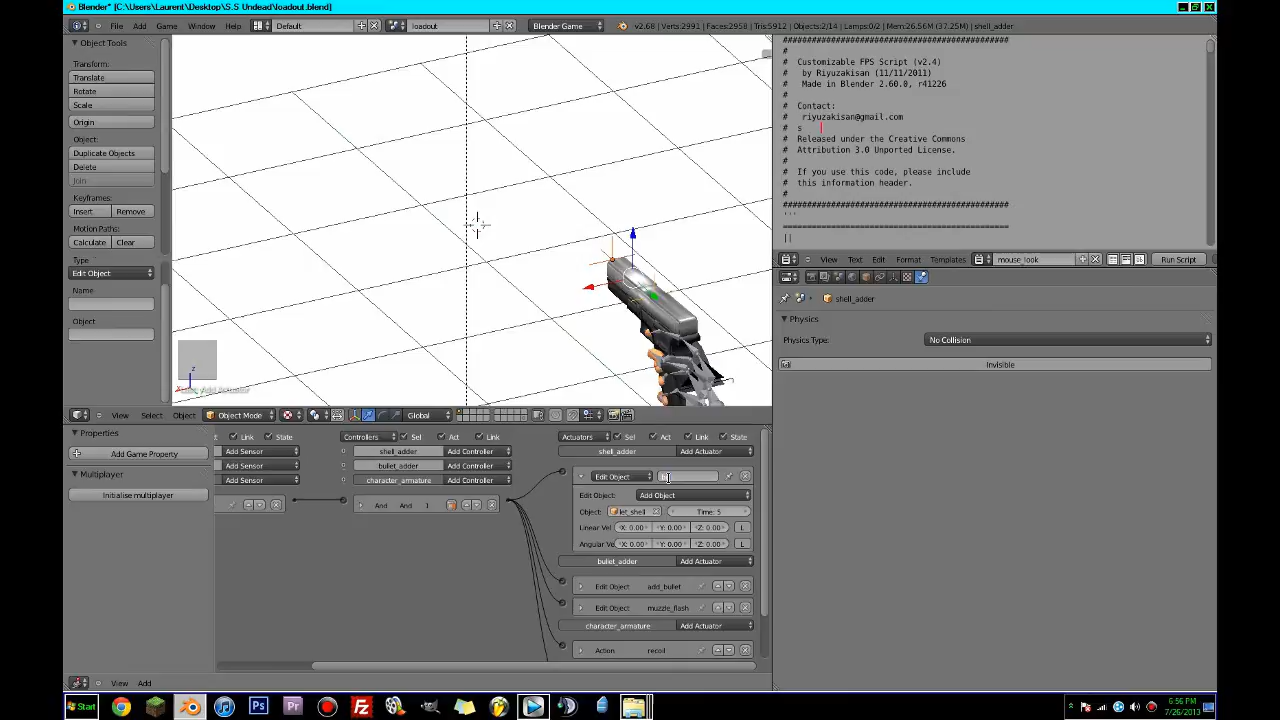 Blender* [C:\Users\Laurent\Desktop\S.S Undead\loadout.blend]
File Add Game Window Help Default loadout Blender Game v2.68 | Verts:2991 | Faces:2958 | Tris:5912 | Objects:2/14 | Lamps:0/2 | Mem:26.56M (37.25M) | shell_adder
Object Tools
Transform:
Translate
Rotate
Scale
Origin
Object:
Duplicate Objects
Delete
Join
Keyframes:
Insert Remove
Motion Paths:
Calculate Clear
Type
Edit Object
Name
Object
##############################################
#
# Customizable FPS Script (v2.4)
# by Riyuzakisan (11/11/2011)
# Made in Blender 2.60.0, r41226
#
# Contact:
# riyuzakisan@gmail.com
# s
# Released under the Creative Commons
# Attribution 3.0 Unported License.
#
# If you use this code, please include
# this information header.
#
##############################################
'''
==============================================
||
View Edit Format Templates mouse_look Run Script
shell_adder
Physics
Physics Type: No Collision
Invisible
z
View Select Object Object Mode Global
Properties
Add Game Property
Multiplayer
Initialise multiplayer
Link State
Add Sensor
Add Sensor
Add Sensor
Controllers Sel Act Link
shell_adder Add Controller
bullet_adder Add Controller
character_armature Add Controller
And And 1
Actuators Sel Act Link State
shell_adder Add Actuator
Edit Object
Edit Object: Add Object
Object: let_shell Time: 5
Linear Vel X: 0.00 Y: 0.00 Z: 0.00 L
Angular Ve X: 0.00 Y: 0.00 Z: 0.00 L
bullet_adder Add Actuator
Edit Object add_bullet
Edit Object muzzle_flash
character_armature Add Actuator
Action recoil
View Add
Start 6:56 PM
7/26/2013